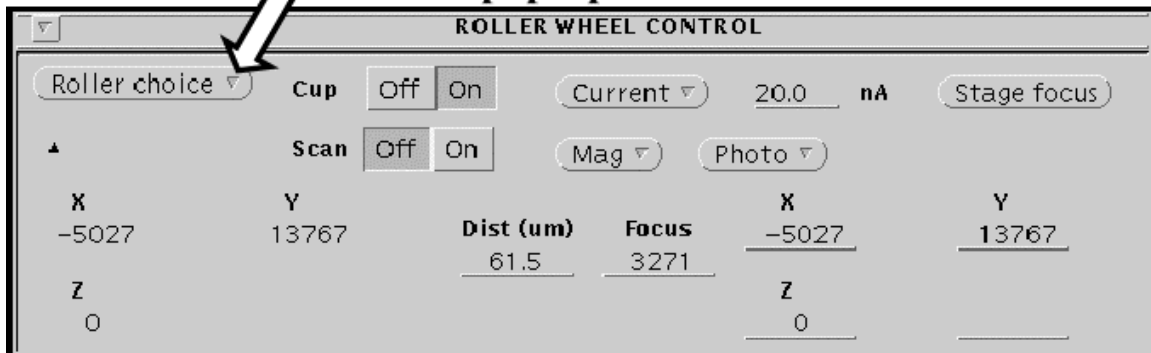 ROLLER WHEEL CONTROL
Roller choice Cup Off On Current 20.0 nA Stage focus
Scan Off On Mag Photo
X Y X Y
-5027 13767 Dist (um) Focus -5027 13767
61.5 3271
Z Z
0 0